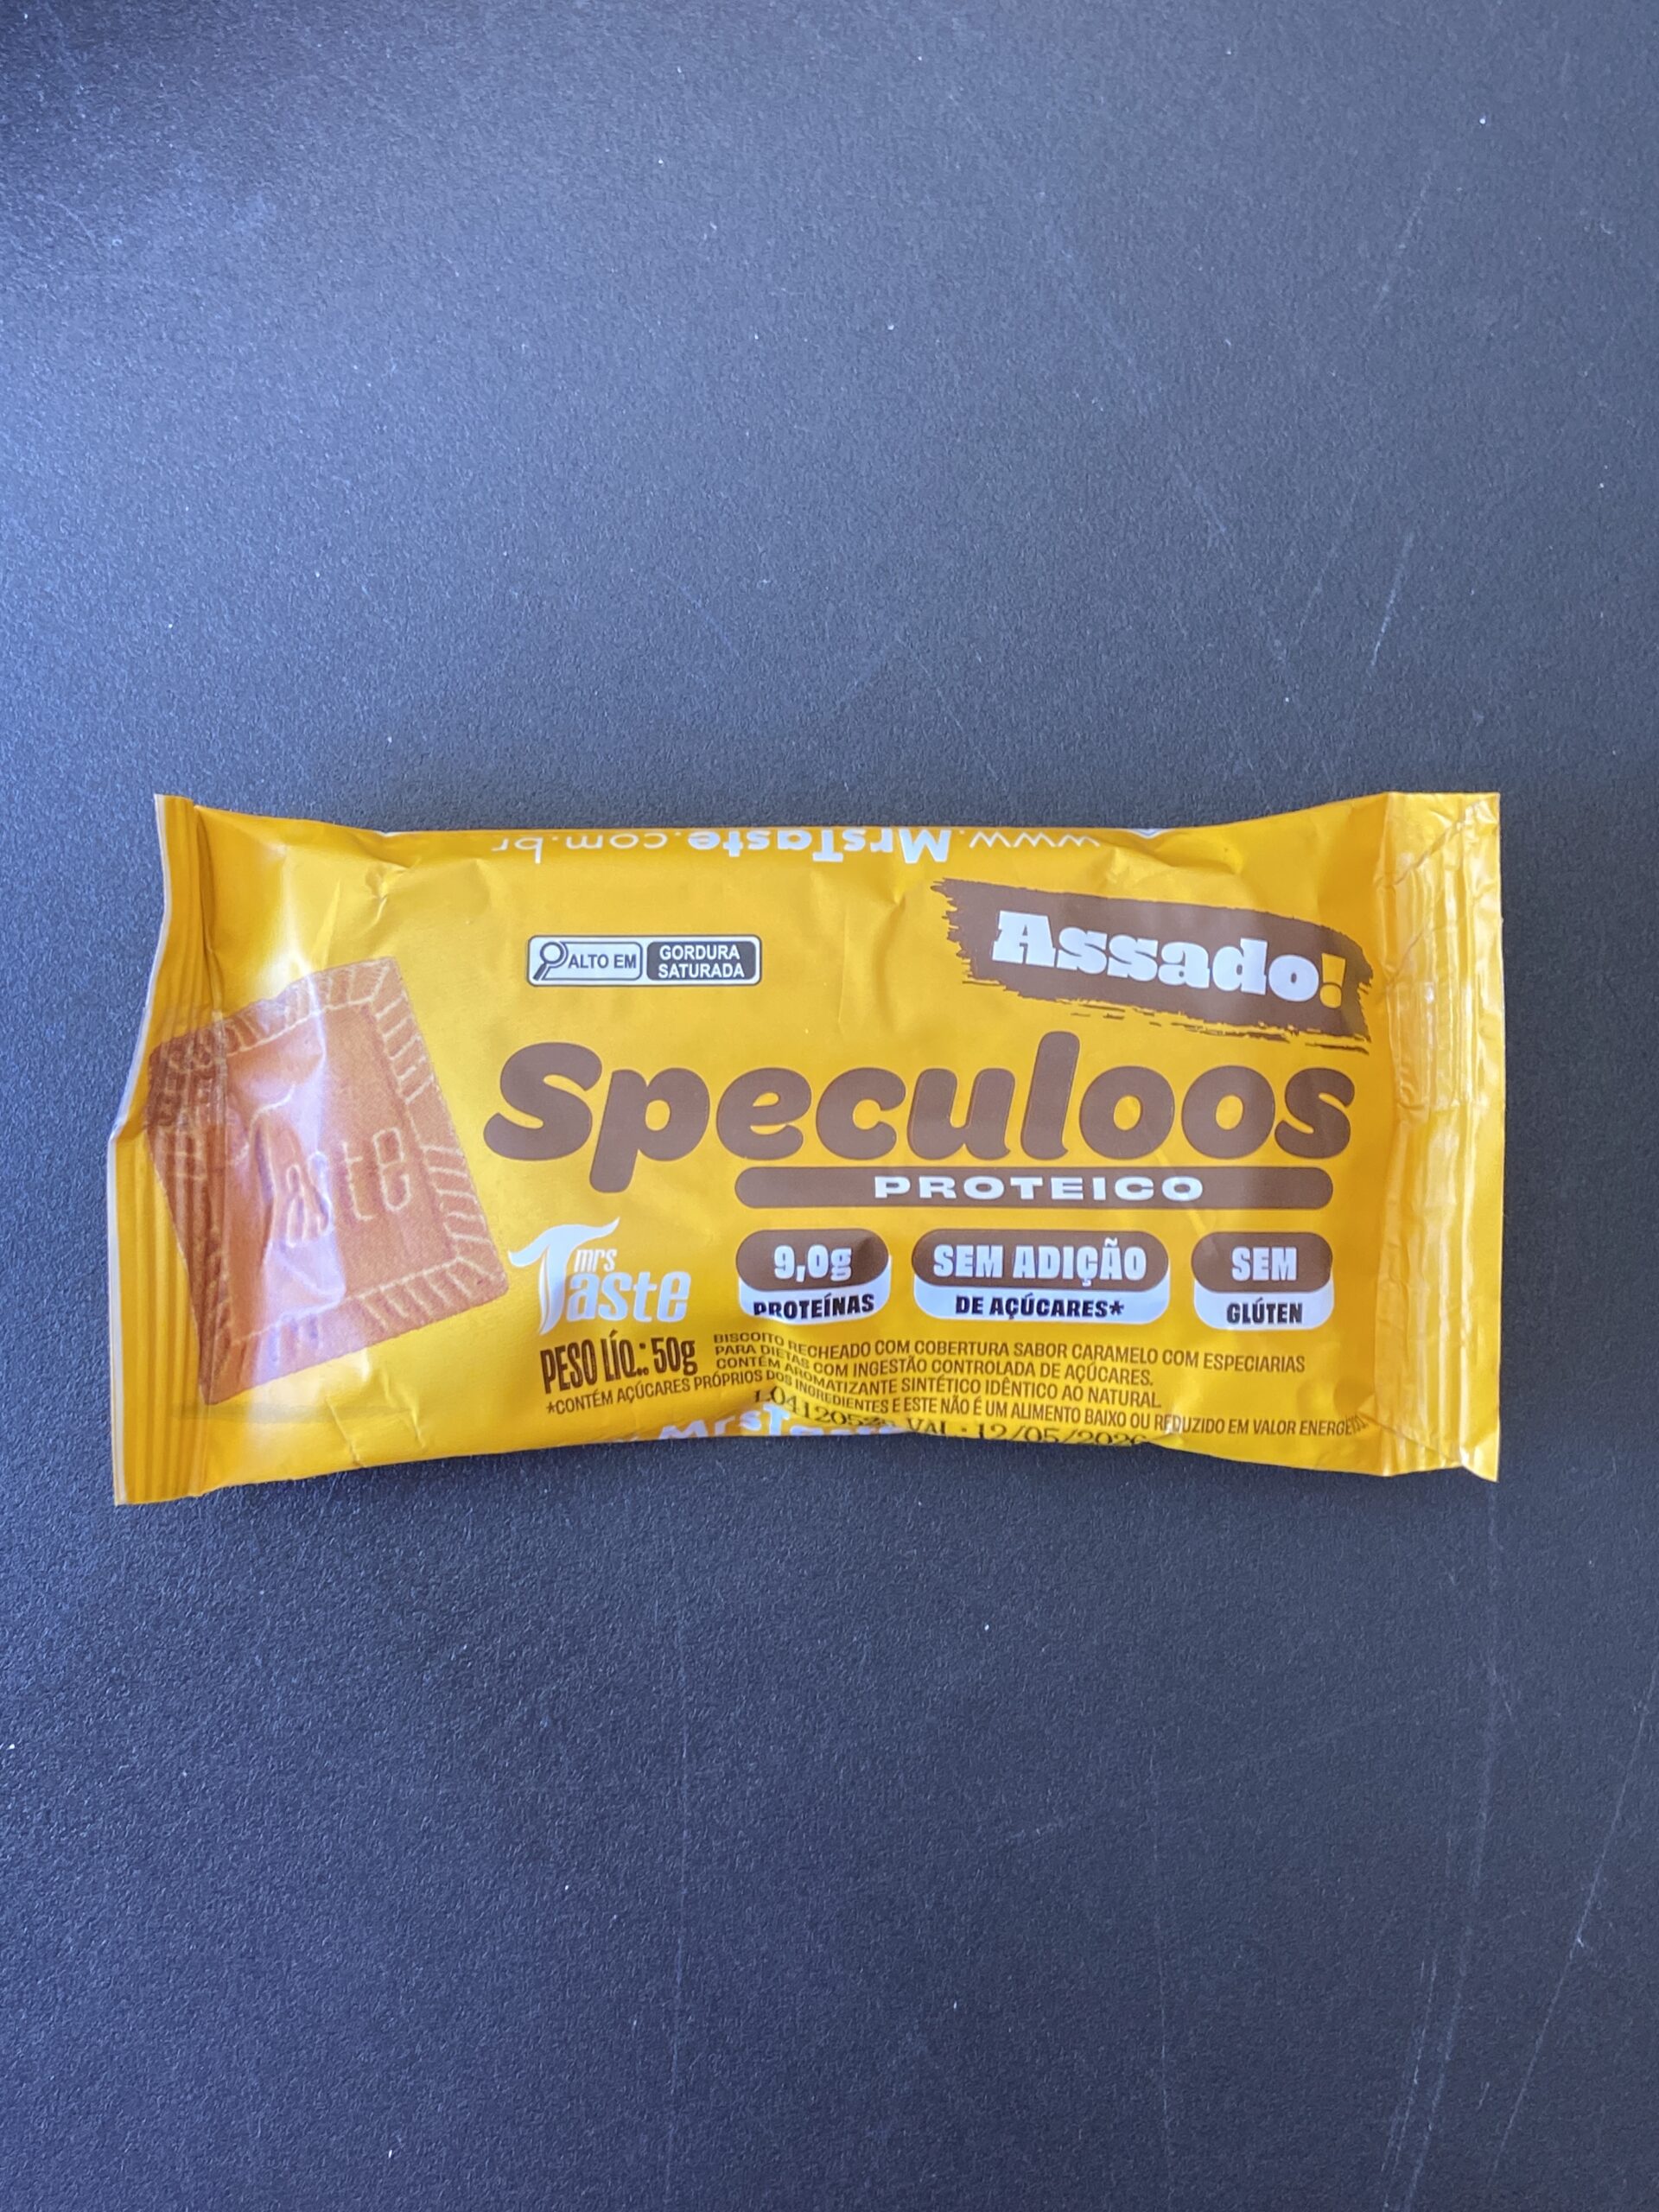 www.MrsTaste.com.br
ALTO EM
GORDURA
SATURADA
Assado!
Speculoos
PROTEICO
Taste
mrs
Taste
9,0g
PROTEÍNAS
SEM ADIÇÃO
DE AÇÚCARES*
SEM
GLÚTEN
PESO LÍQ.: 50g
BISCOITO RECHEADO COM COBERTURA SABOR CARAMELO COM ESPECIARIAS
PARA DIETAS COM INGESTÃO CONTROLADA DE AÇÚCARES.
CONTÉM AROMATIZANTE SINTÉTICO IDÊNTICO AO NATURAL.
*CONTÉM AÇÚCARES PRÓPRIOS DOS INGREDIENTES E ESTE NÃO É UM ALIMENTO BAIXO OU REDUZIDO EM VALOR ENERGÉTICO
VAL: 12/05/2026